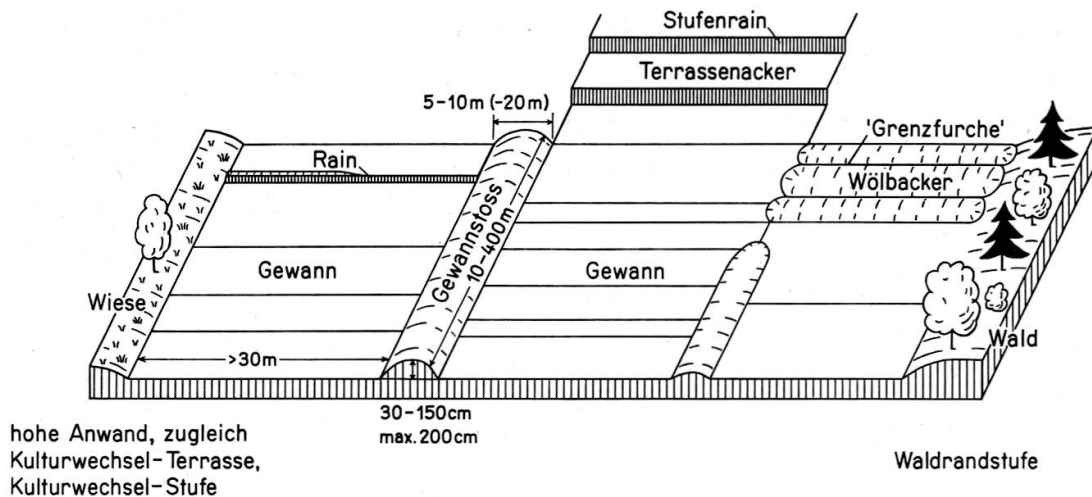 Stufenrain
Terrassenacker
5-10m (-20m)
'Grenzfurche'
Rain
Wölbacker
Gewannstoss
10-400m
Gewann
Gewann
Wiese
Wald
>30m
30-150cm
max. 200cm
hohe Anwand, zugleich
Kulturwechsel-Terrasse,
Kulturwechsel-Stufe
Waldrandstufe